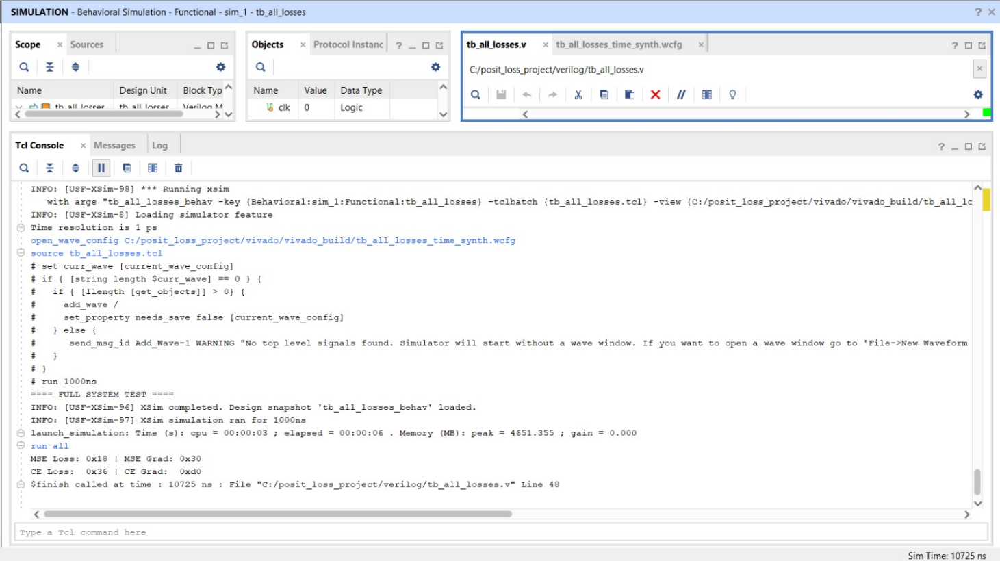 SIMULATION - Behavioral Simulation - Functional - sim_1 - tb_all_losses
Scope
Sources
Name
Design Unit
Block Typ
tb_all_losses
tb_all_losses
Verilog M
Objects
Protocol Instanc
Name
Value
Data Type
clk
0
Logic
tb_all_losses.v
tb_all_losses_time_synth.wcfg
C:/posit_loss_project/verilog/tb_all_losses.v
Tcl Console
Messages
Log
INFO: [USF-XSim-98] *** Running xsim
with args "tb_all_losses_behav -key {Behavioral:sim_1:Functional:tb_all_losses} -tclbatch {tb_all_losses.tcl} -view {C:/posit_loss_project/vivado/vivado_build/tb_all_lo
INFO: [USF-XSim-8] Loading simulator feature
Time resolution is 1 ps
open_wave_config C:/posit_loss_project/vivado/vivado_build/tb_all_losses_time_synth.wcfg
source tb_all_losses.tcl
# set curr_wave [current_wave_config]
# if { [string length $curr_wave] == 0 } {
#   if { [llength [get_objects]] > 0} {
#     add_wave /
#     set_property needs_save false [current_wave_config]
#   } else {
#      send_msg_id Add_Wave-1 WARNING "No top level signals found. Simulator will start without a wave window. If you want to open a wave window go to 'File->New Waveform
#   }
# }
# run 1000ns
==== FULL SYSTEM TEST ====
INFO: [USF-XSim-96] XSim completed. Design snapshot 'tb_all_losses_behav' loaded.
INFO: [USF-XSim-97] XSim simulation ran for 1000ns
launch_simulation: Time (s): cpu = 00:00:03 ; elapsed = 00:00:06 . Memory (MB): peak = 4651.355 ; gain = 0.000
run all
MSE Loss: 0x18 | MSE Grad: 0x30
CE Loss:  0x36 | CE Grad:  0xd0
$finish called at time : 10725 ns : File "C:/posit_loss_project/verilog/tb_all_losses.v" Line 48
Type a Tcl command here
Sim Time: 10725 ns